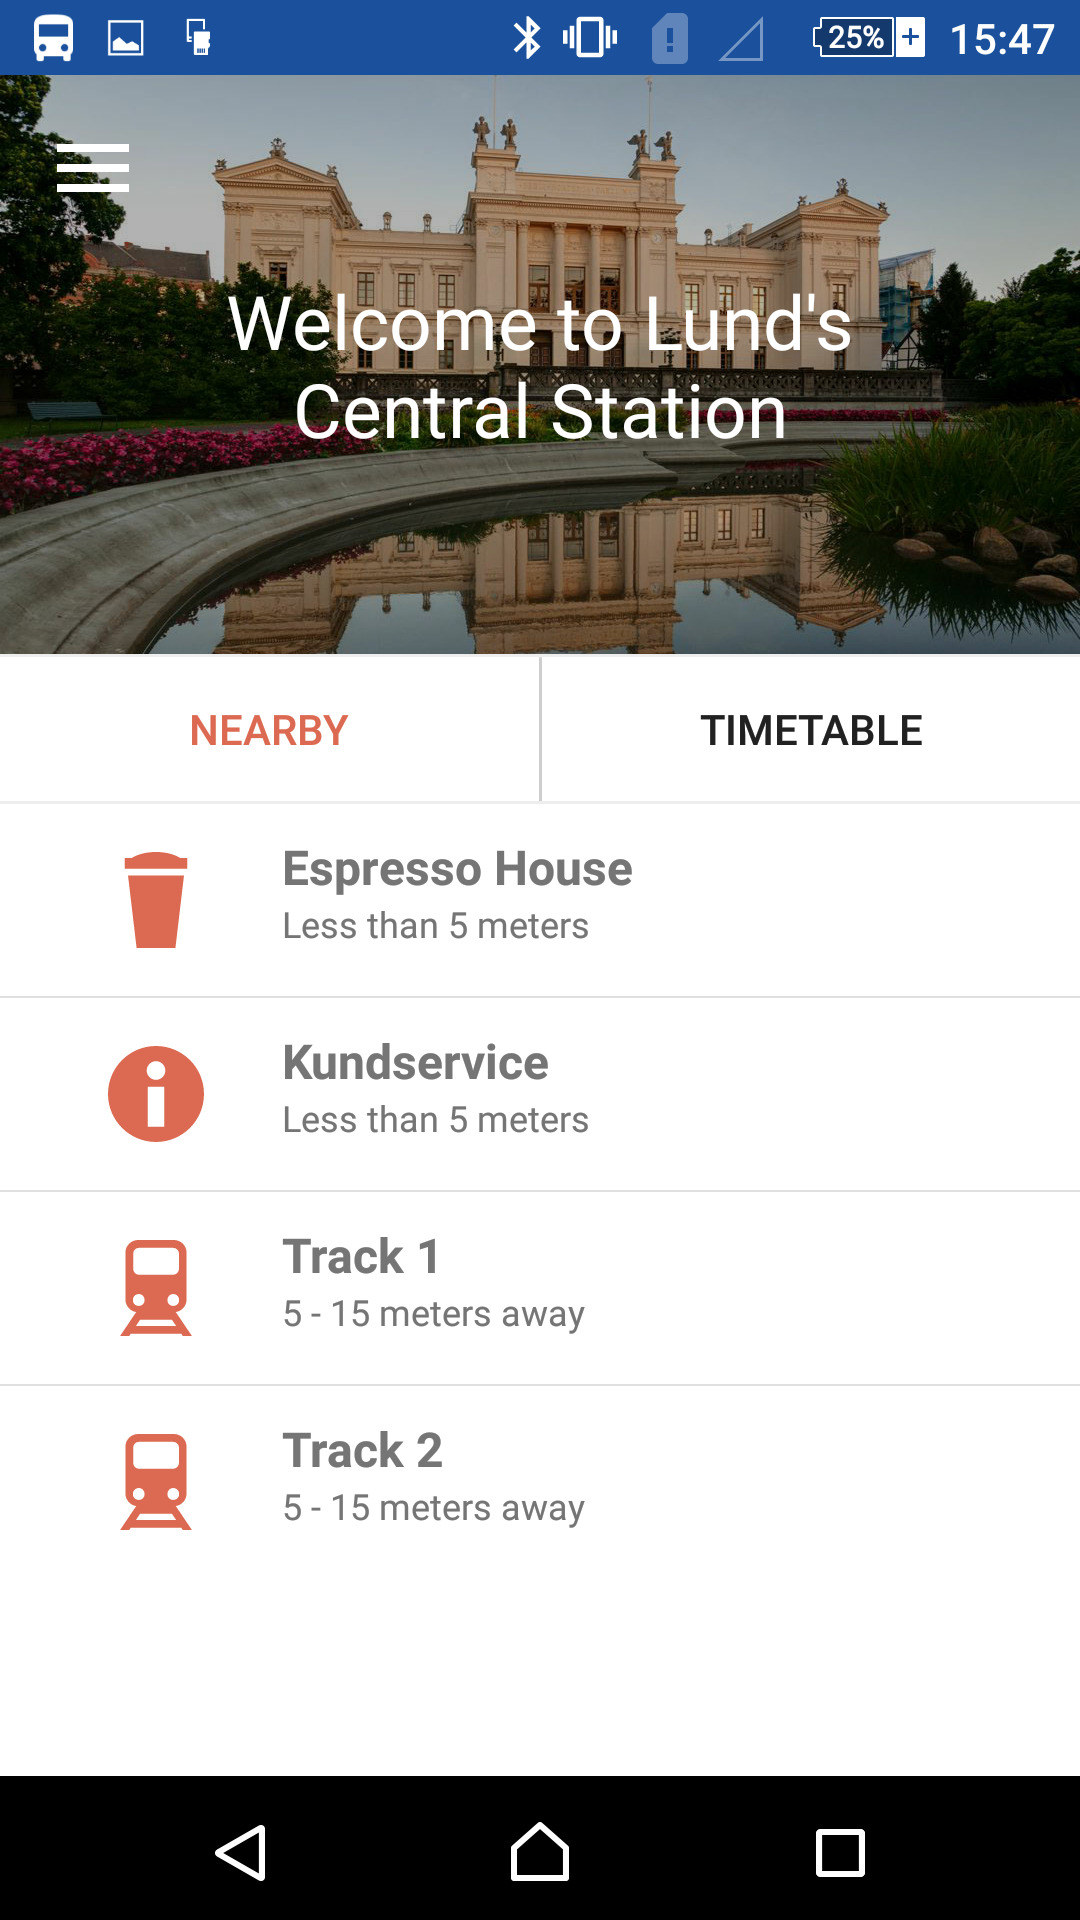 25% 15:47
Welcome to Lund's
Central Station
NEARBY TIMETABLE
Espresso House
Less than 5 meters
Kundservice
Less than 5 meters
Track 1
5 - 15 meters away
Track 2
5 - 15 meters away